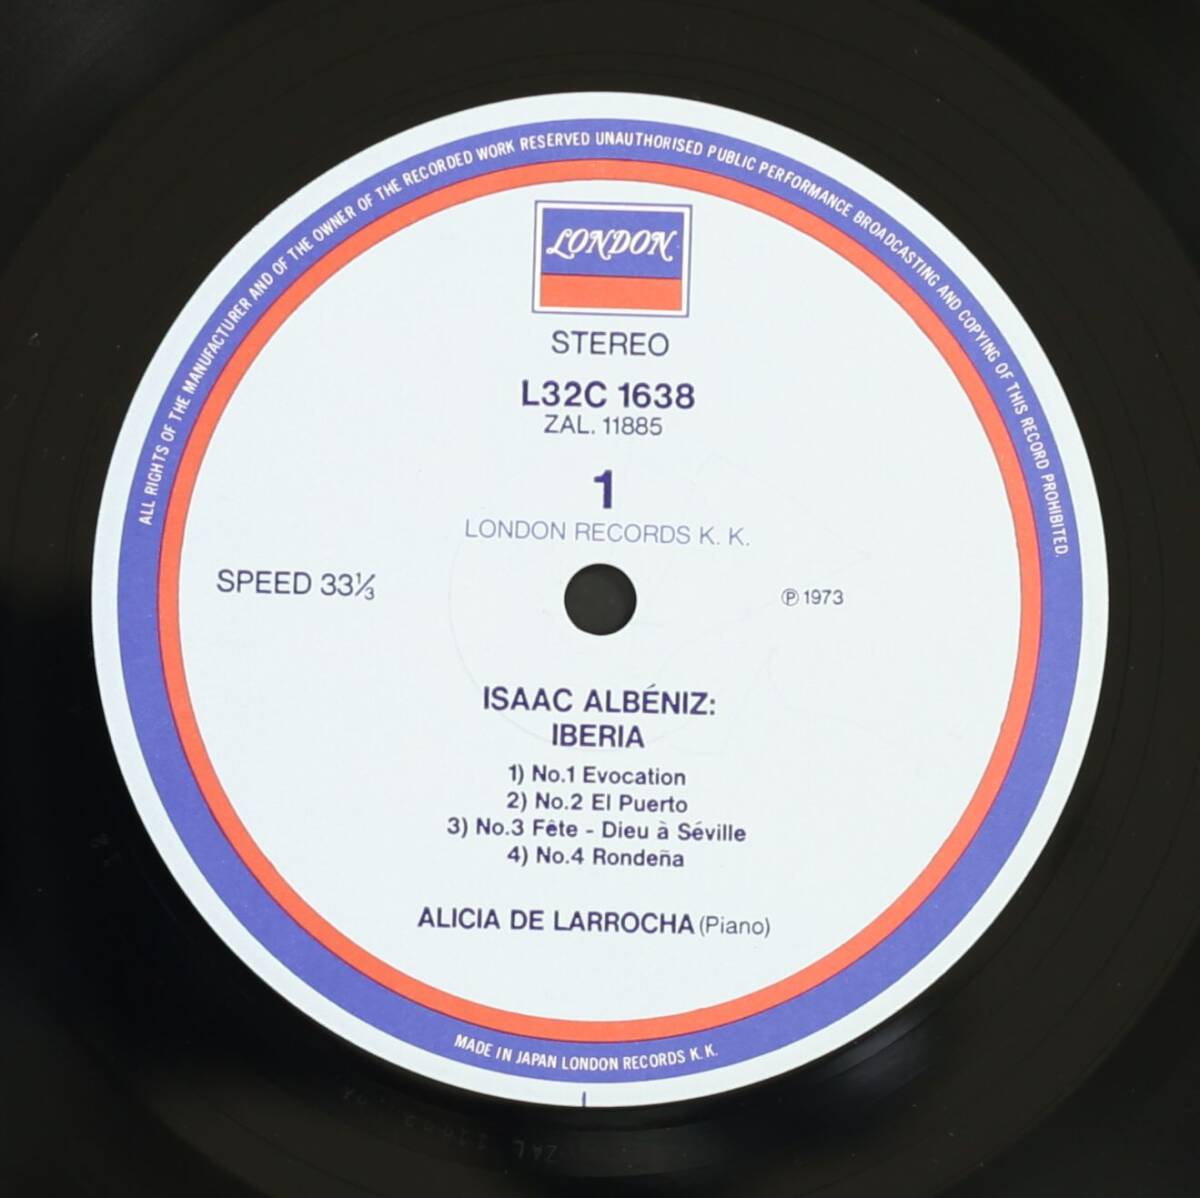 ALL RIGHTS OF THE MANUFACTURER AND OF THE OWNER OF THE RECORDED WORK RESERVED UNAUTHORISED PUBLIC PERFORMANCE BROADCASTING AND COPYING OF THIS RECORD PROHIBITED.
LONDON
STEREO
L32C 1638
ZAL. 11885
1
LONDON RECORDS K. K.
SPEED 33⅓
℗ 1973
ISAAC ALBÉNIZ:
IBERIA
1) No.1 Evocation
2) No.2 El Puerto
3) No.3 Fête - Dieu à Séville
4) No.4 Rondeña
ALICIA DE LARROCHA (Piano)
MADE IN JAPAN LONDON RECORDS K. K.
ZAL